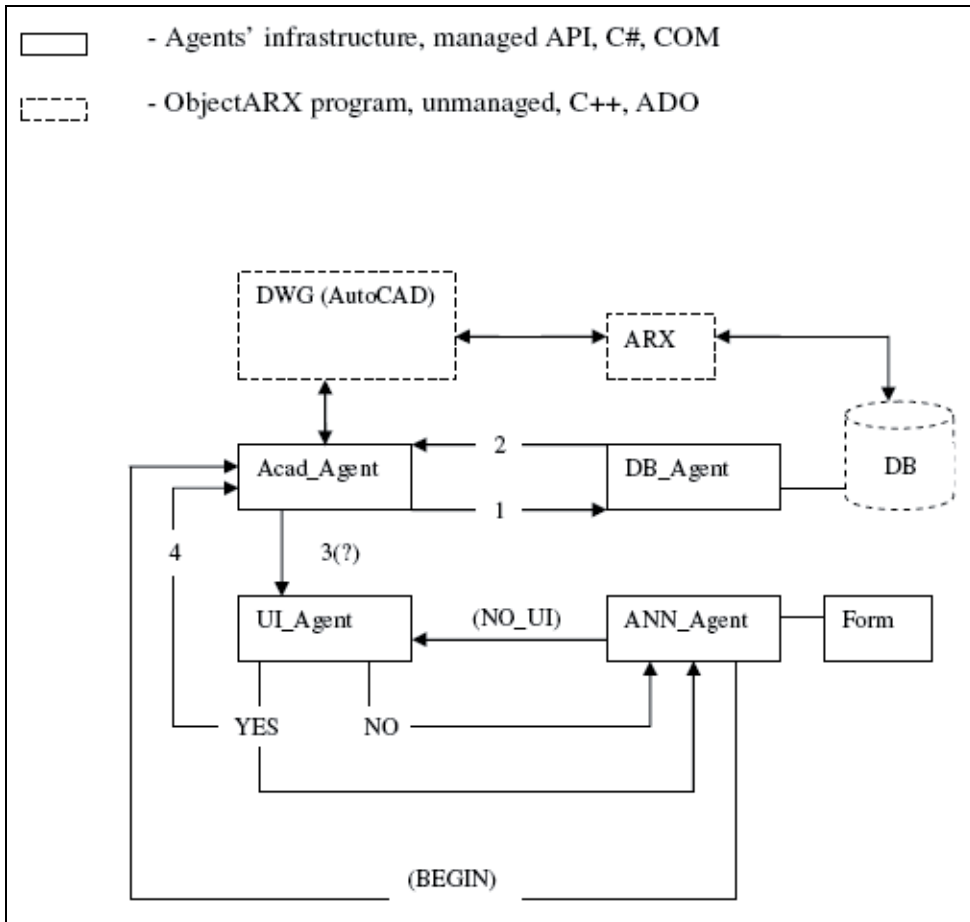 - Agents' infrastructure, managed API, C#, COM
- ObjectARX program, unmanaged, C++, ADO
DWG (AutoCAD)
ARX
DB
Acad_Agent
2
DB_Agent
1
4
3(?)
UI_Agent
(NO_UI)
ANN_Agent
Form
YES
NO
(BEGIN)